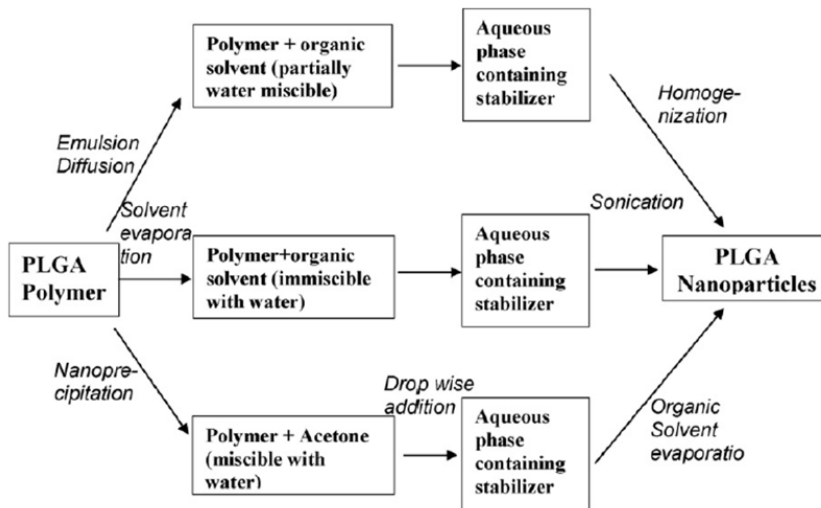 Polymer + organic
solvent (partially
water miscible)
Aqueous
phase
containing
stabilizer
Homoge-
nization
Emulsion
Diffusion
Solvent
evapora
tion
Sonication
PLGA
Polymer
Polymer+organic
solvent (immiscible
with water)
Aqueous
phase
containing
stabilizer
PLGA
Nanoparticles
Nanopre-
cipitation
Drop wise
addition
Polymer + Acetone
(miscible with
water)
Aqueous
phase
containing
stabilizer
Organic
Solvent
evaporatio